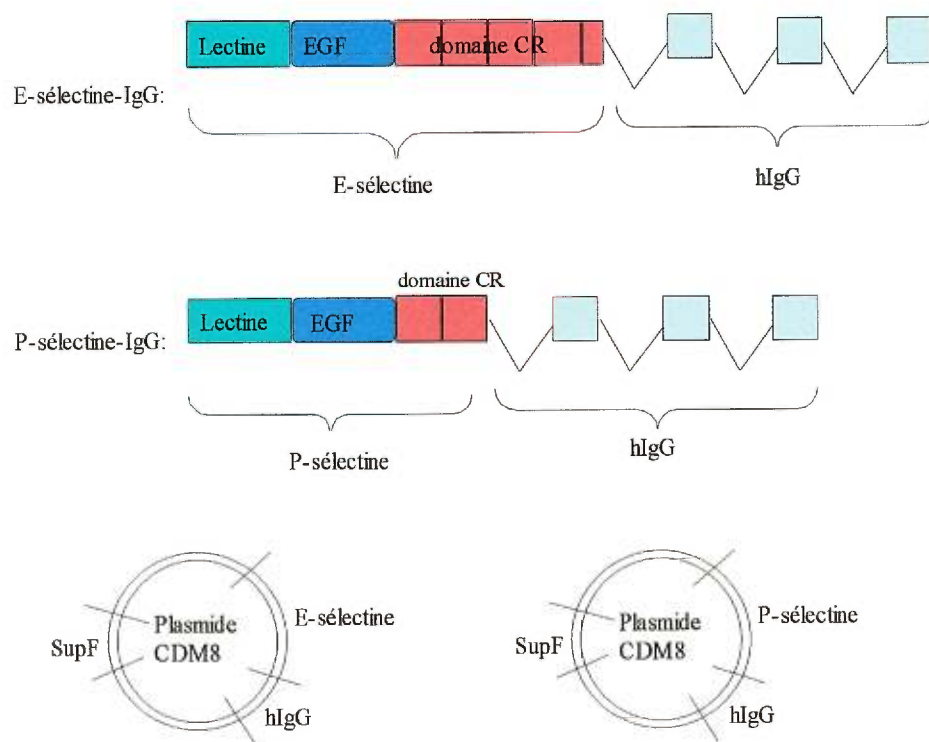 Lectine EGF domaine CR
E-sélectine-IgG:
E-sélectine hIgG
domaine CR
Lectine EGF
P-sélectine-IgG:
P-sélectine hIgG
Plasmide CDM8
E-sélectine
SupF
hIgG
Plasmide CDM8
P-sélectine
SupF
hIgG